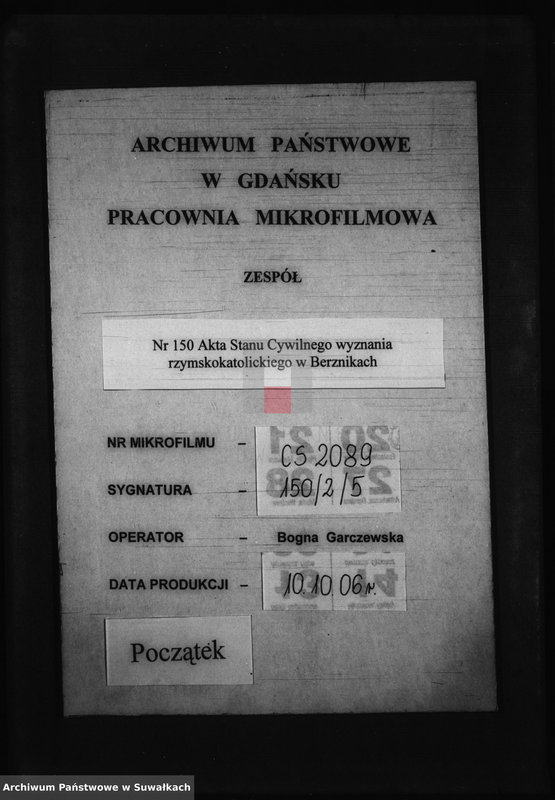 ARCHIWUM PAŃSTWOWE
W GDAŃSKU
PRACOWNIA MIKROFILMOWA
ZESPÓŁ
Nr 150 Akta Stanu Cywilnego wyznania
rzymskokatolickiego w Berznikach
NR MIKROFILMU – CS 2089
SYGNATURA – 150/2/5
OPERATOR – Bogna Garczewska
DATA PRODUKCJI – 10.10.06 r.
Początek
Archiwum Państwowe w Suwałkach